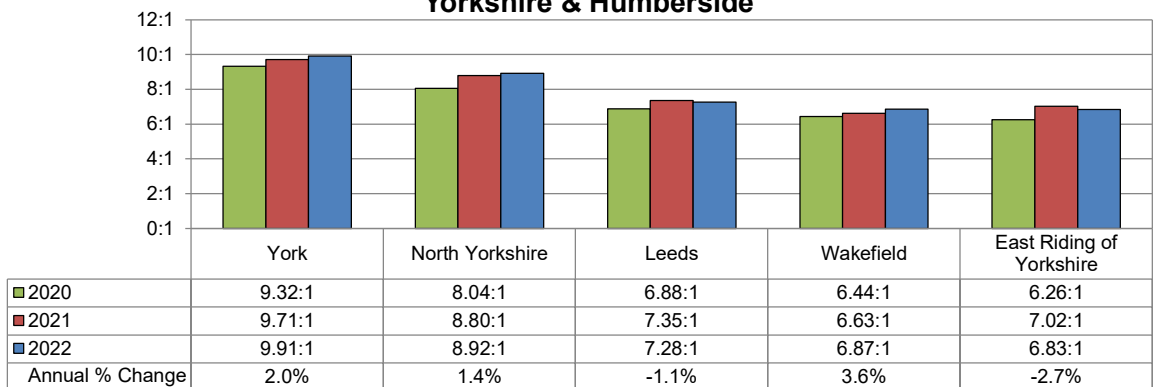 Yorkshire & Humberside
12:1
10:1
8:1
6:1
4:1
2:1
0:1
York North Yorkshire Leeds Wakefield East Riding of
Yorkshire
2020 9.32:1 8.04:1 6.88:1 6.44:1 6.26:1
2021 9.71:1 8.80:1 7.35:1 6.63:1 7.02:1
2022 9.91:1 8.92:1 7.28:1 6.87:1 6.83:1
Annual % Change 2.0% 1.4% -1.1% 3.6% -2.7%